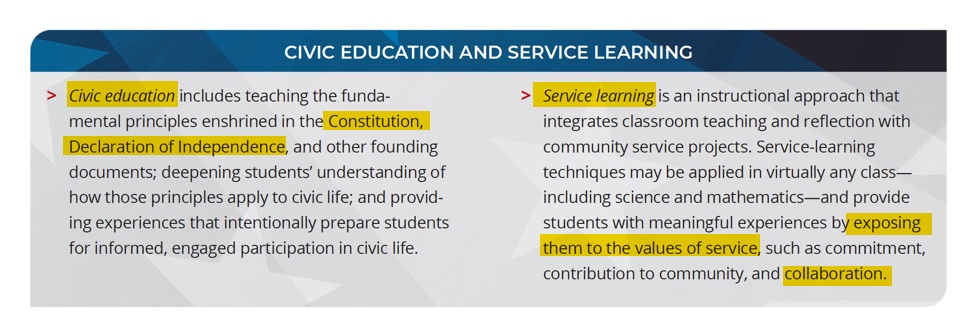 CIVIC EDUCATION AND SERVICE LEARNING
> Civic education includes teaching the funda-
mental principles enshrined in the Constitution,
Declaration of Independence, and other founding
documents; deepening students’ understanding of
how those principles apply to civic life; and provid-
ing experiences that intentionally prepare students
for informed, engaged participation in civic life.
> Service learning is an instructional approach that
integrates classroom teaching and reflection with
community service projects. Service-learning
techniques may be applied in virtually any class—
including science and mathematics—and provide
students with meaningful experiences by exposing
them to the values of service, such as commitment,
contribution to community, and collaboration.